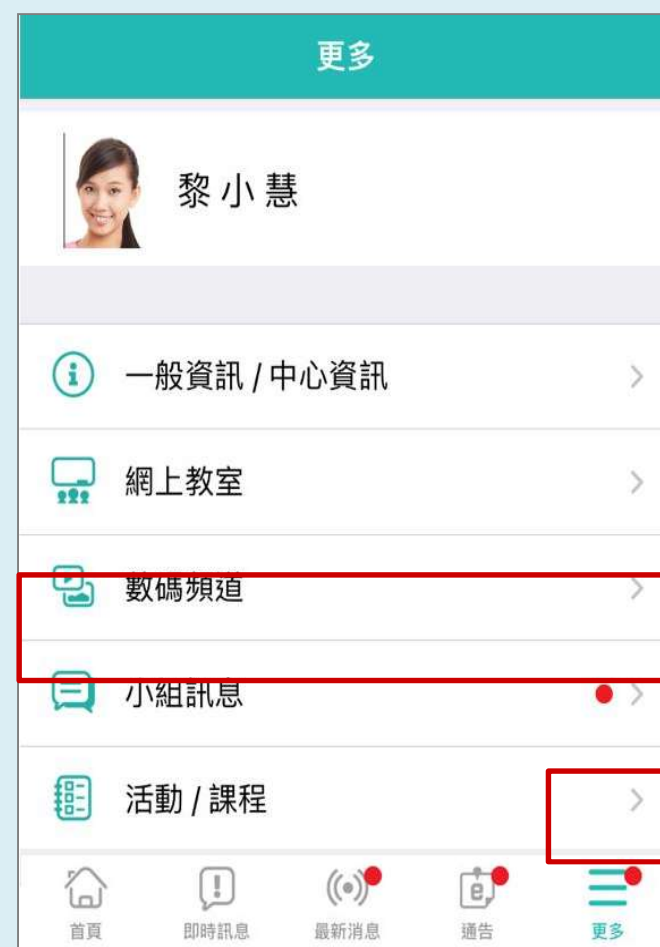 更多
黎小慧
一般資訊 / 中心資訊
網上教室
數碼頻道
小組訊息
活動 / 課程
首頁 即時訊息 最新消息 通告 更多